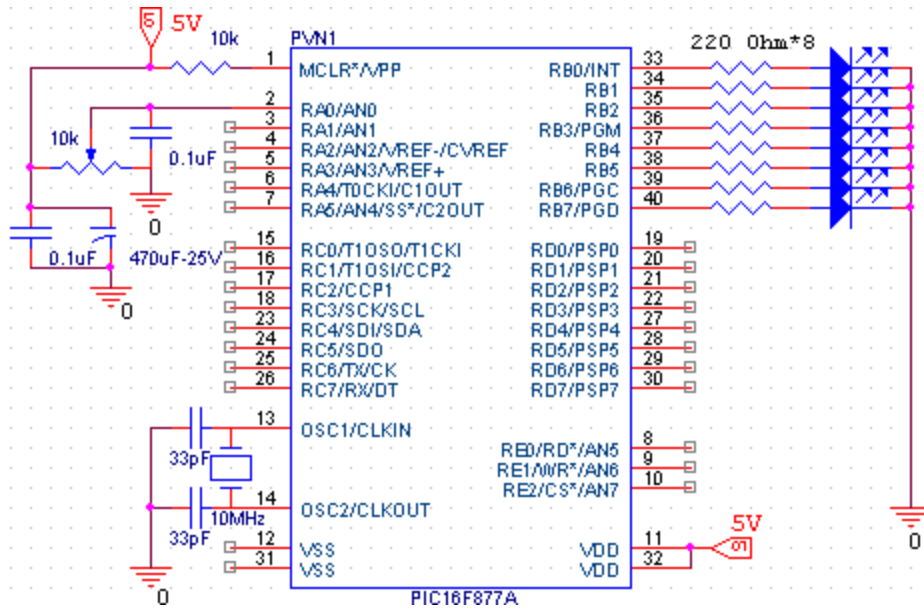 5V
10k
PVN1
220 Ohm*8
1 MCLR*/VPP
2 RA0/AN0
3 RA1/AN1
4 RA2/AN2/VREF-/CVREF
5 RA3/AN3/VREF+
6 RA4/T0CKI/C1OUT
7 RA5/AN4/SS*/C2OUT
10k
0.1uF
0
0.1uF
470uF-25V
0
15 RC0/T1OSO/T1CKI
16 RC1/T1OSI/CCP2
17 RC2/CCP1
18 RC3/SCK/SCL
23 RC4/SDI/SDA
24 RC5/SDO
25 RC6/TX/CK
26 RC7/RX/DT
13 OSC1/CLKIN
33pF
14 OSC2/CLKOUT
10MHz
33pF
0
12 VSS
31 VSS
RB0/INT 33
RB1 34
RB2 35
RB3/PGM 36
RB4 37
RB5 38
RB6/PGC 39
RB7/PGD 40
RD0/PSP0 19
RD1/PSP1 20
RD2/PSP2 21
RD3/PSP3 22
RD4/PSP4 27
RD5/PSP5 28
RD6/PSP6 29
RD7/PSP7 30
RE0/RD*/AN5 8
RE1/WR*/AN6 9
RE2/CS*/AN7 10
VDD 11
VDD 32
5V
0
PIC16F877A